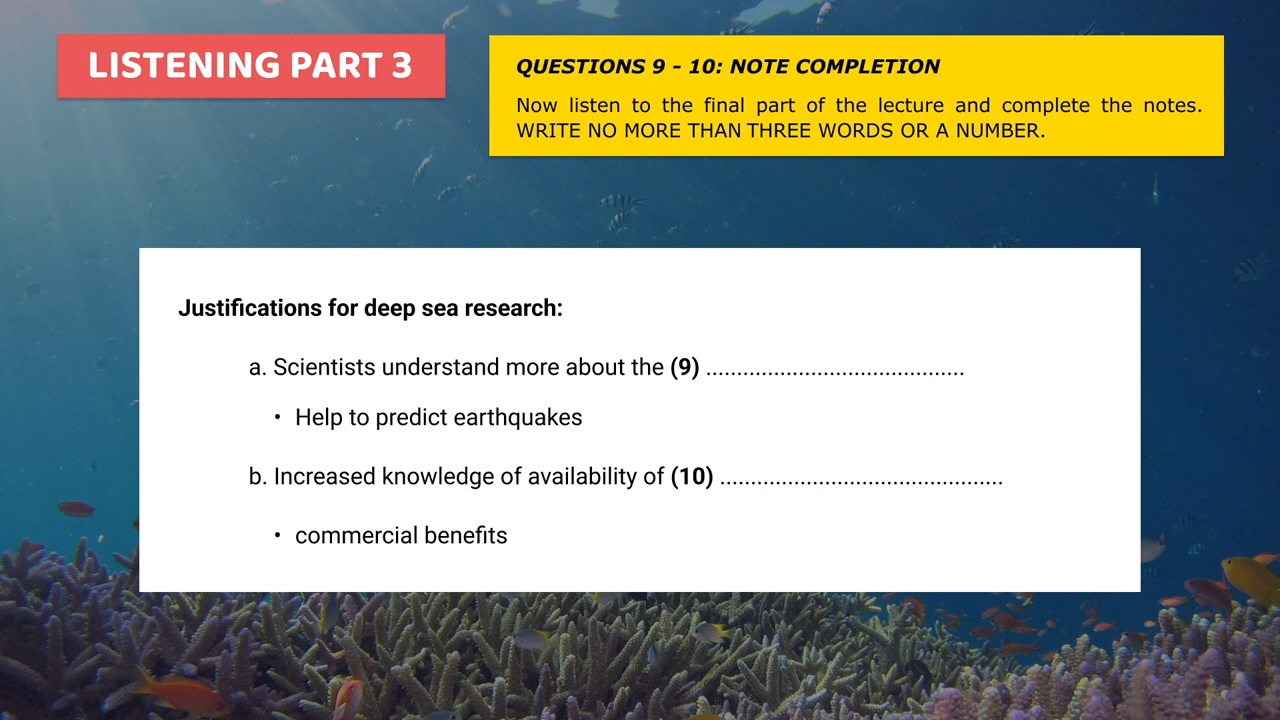 LISTENING PART 3
QUESTIONS 9 - 10: NOTE COMPLETION
Now listen to the final part of the lecture and complete the notes.
WRITE NO MORE THAN THREE WORDS OR A NUMBER.
Justifications for deep sea research:
a. Scientists understand more about the (9) ..........................................
• Help to predict earthquakes
b. Increased knowledge of availability of (10) ..............................................
• commercial benefits